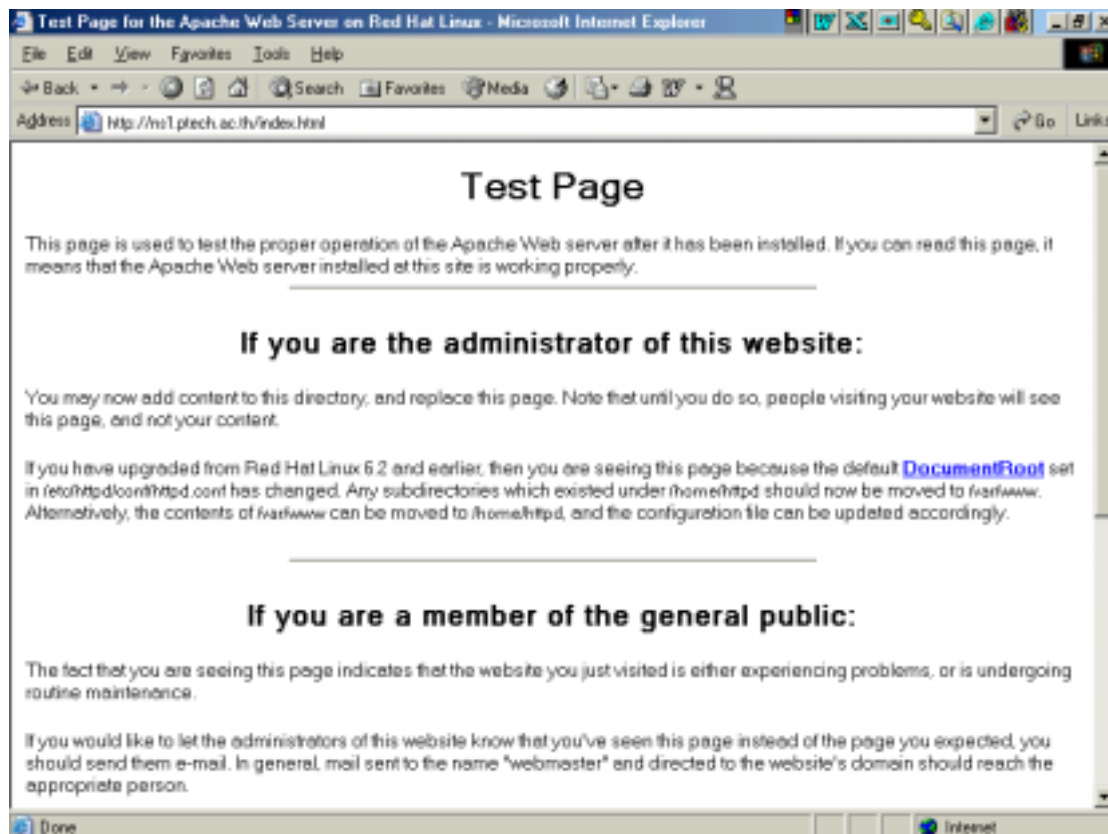 Test Page for the Apache Web Server on Red Hat Linux - Microsoft Internet Explorer
File Edit View Favorites Tools Help
Back Search Favorites Media
Address http://ns1.ptech.ac.th/index.html Go Links
Test Page
This page is used to test the proper operation of the Apache Web server after it has been installed. If you can read this page, it
means that the Apache Web server installed at this site is working properly.
If you are the administrator of this website:
You may now add content to this directory, and replace this page. Note that until you do so, people visiting your website will see
this page, and not your content.
If you have upgraded from Red Hat Linux 6.2 and earlier, then you are seeing this page because the default DocumentRoot set
in /etc/httpd/conf/httpd.conf has changed. Any subdirectories which existed under /home/httpd should now be moved to /var/www.
Alternatively, the contents of /var/www can be moved to /home/httpd, and the configuration file can be updated accordingly.
If you are a member of the general public:
The fact that you are seeing this page indicates that the website you just visited is either experiencing problems, or is undergoing
routine maintenance.
If you would like to let the administrators of this website know that you've seen this page instead of the page you expected, you
should send them e-mail. In general, mail sent to the name "webmaster" and directed to the website's domain should reach the
appropriate person.
Done Internet